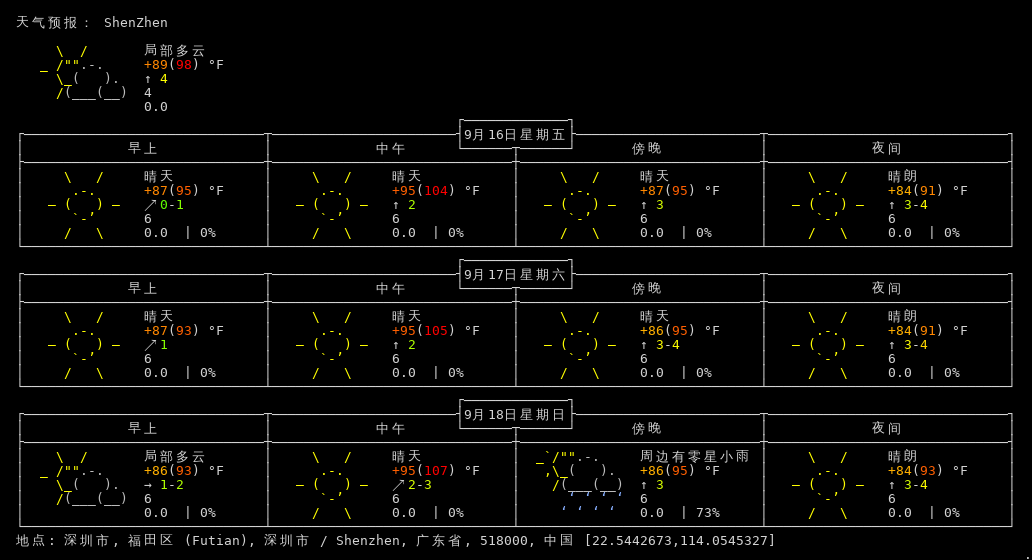 天气预报： ShenZhen
局部多云
+89(98) °F
↑ 4
4
0.0
9月16日星期五
早上 中午 傍晚 夜间
晴天 晴天 晴天 晴朗
+87(95) °F +95(104) °F +87(95) °F +84(91) °F
↗ 0-1 ↑ 2 ↑ 3 ↑ 3-4
6 6 6 6
0.0 | 0% 0.0 | 0% 0.0 | 0% 0.0 | 0%
9月17日星期六
早上 中午 傍晚 夜间
晴天 晴天 晴天 晴朗
+87(93) °F +95(105) °F +86(95) °F +84(91) °F
↗ 1 ↑ 2 ↑ 3-4 ↑ 3-4
6 6 6 6
0.0 | 0% 0.0 | 0% 0.0 | 0% 0.0 | 0%
9月18日星期日
早上 中午 傍晚 夜间
局部多云 晴天 周边有零星小雨 晴朗
+86(93) °F +95(107) °F +86(95) °F +84(93) °F
→ 1-2 ↗ 2-3 ↑ 3 ↑ 3-4
6 6 6 6
0.0 | 0% 0.0 | 0% 0.0 | 73% 0.0 | 0%
地点: 深圳市, 福田区 (Futian), 深圳市 / Shenzhen, 广东省, 518000, 中国 [22.5442673,114.0545327]